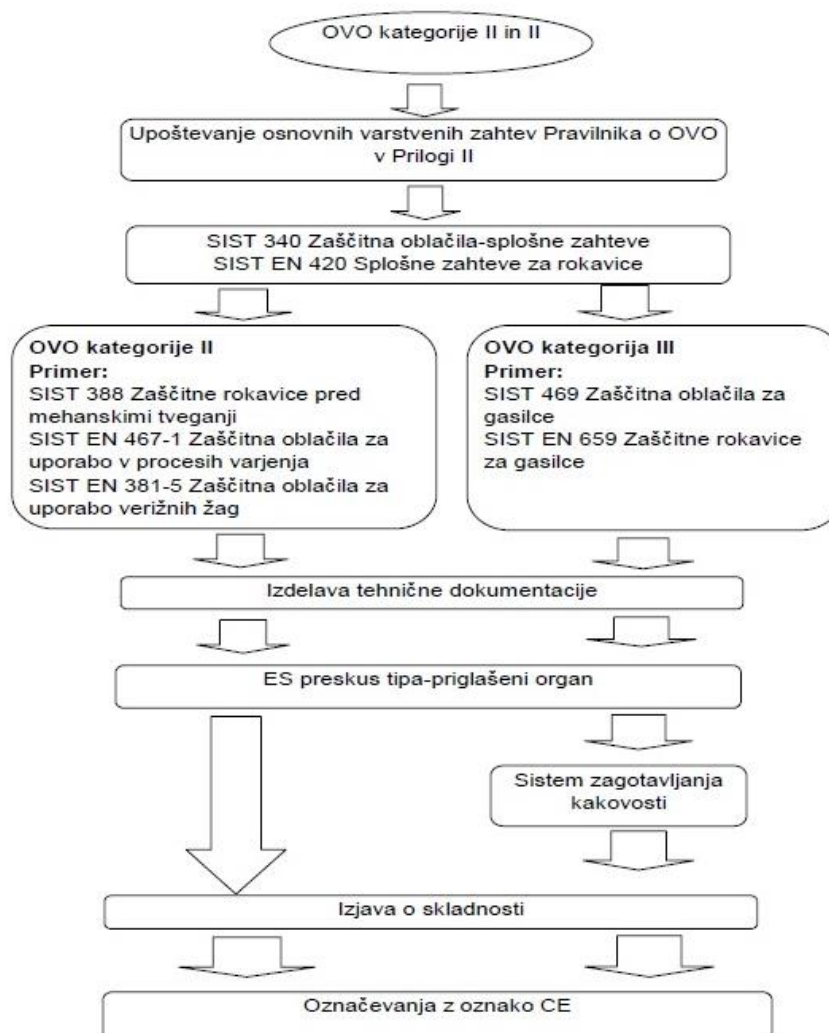 OVO kategorije II in II
Upoštevanje osnovnih varstvenih zahtev Pravilnika o OVO
v Prilogi II
SIST 340 Zaščitna oblačila-splošne zahteve
SIST EN 420 Splošne zahteve za rokavice
OVO kategorije II
Primer:
SIST 388 Zaščitne rokavice pred
mehanskimi tveganji
SIST EN 467-1 Zaščitna oblačila za
uporabo v procesih varjenja
SIST EN 381-5 Zaščitna oblačila za
uporabo verižnih žag
OVO kategorija III
Primer:
SIST 469 Zaščitna oblačila za
gasilce
SIST EN 659 Zaščitne rokavice
za gasilce
Izdelava tehnične dokumentacije
ES preskus tipa-priglašeni organ
Sistem zagotavljanja
kakovosti
Izjava o skladnosti
Označevanja z oznako CE